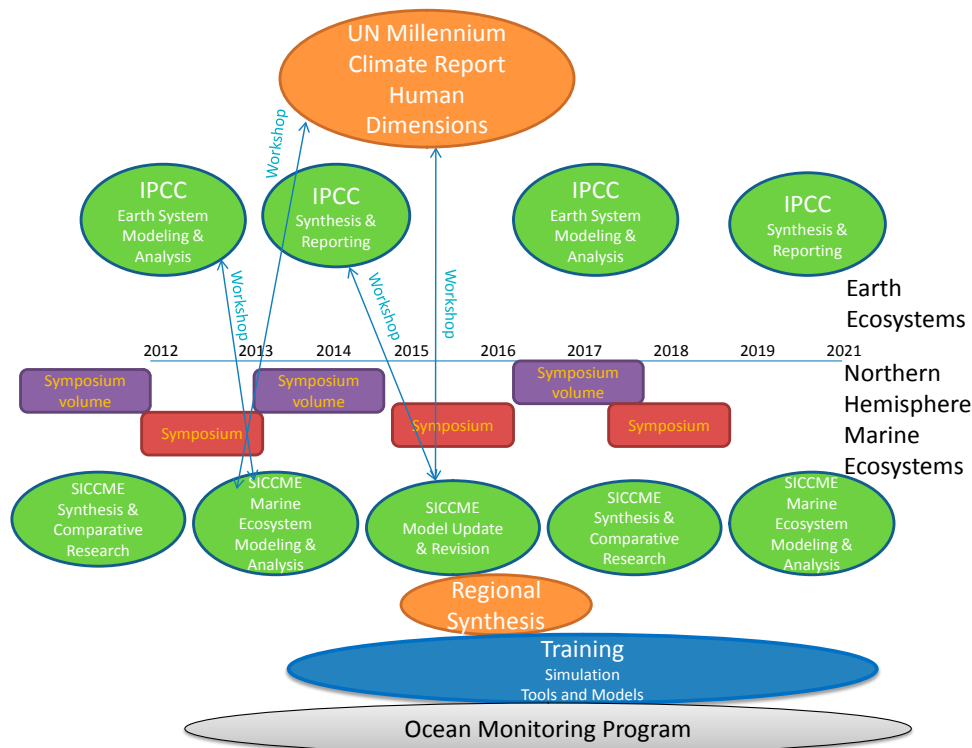 UN Millennium
Climate Report
Human
Dimensions
Workshop
IPCC
Earth System
Modeling &
Analysis
IPCC
Synthesis &
Reporting
IPCC
Earth System
Modeling &
Analysis
IPCC
Synthesis &
Reporting
Workshop
Workshop
Workshop
Earth
Ecosystems
2012 2013 2014 2015 2016 2017 2018 2019 2021
Northern
Hemisphere
Marine
Ecosystems
Symposium
volume
Symposium
volume
Symposium
volume
Symposium
Symposium
Symposium
SICCME
Synthesis &
Comparative
Research
SICCME
Marine
Ecosystem
Modeling &
Analysis
SICCME
Model Update
& Revision
SICCME
Synthesis &
Comparative
Research
SICCME
Marine
Ecosystem
Modeling &
Analysis
Regional
Synthesis
Training
Simulation
Tools and Models
Ocean Monitoring Program